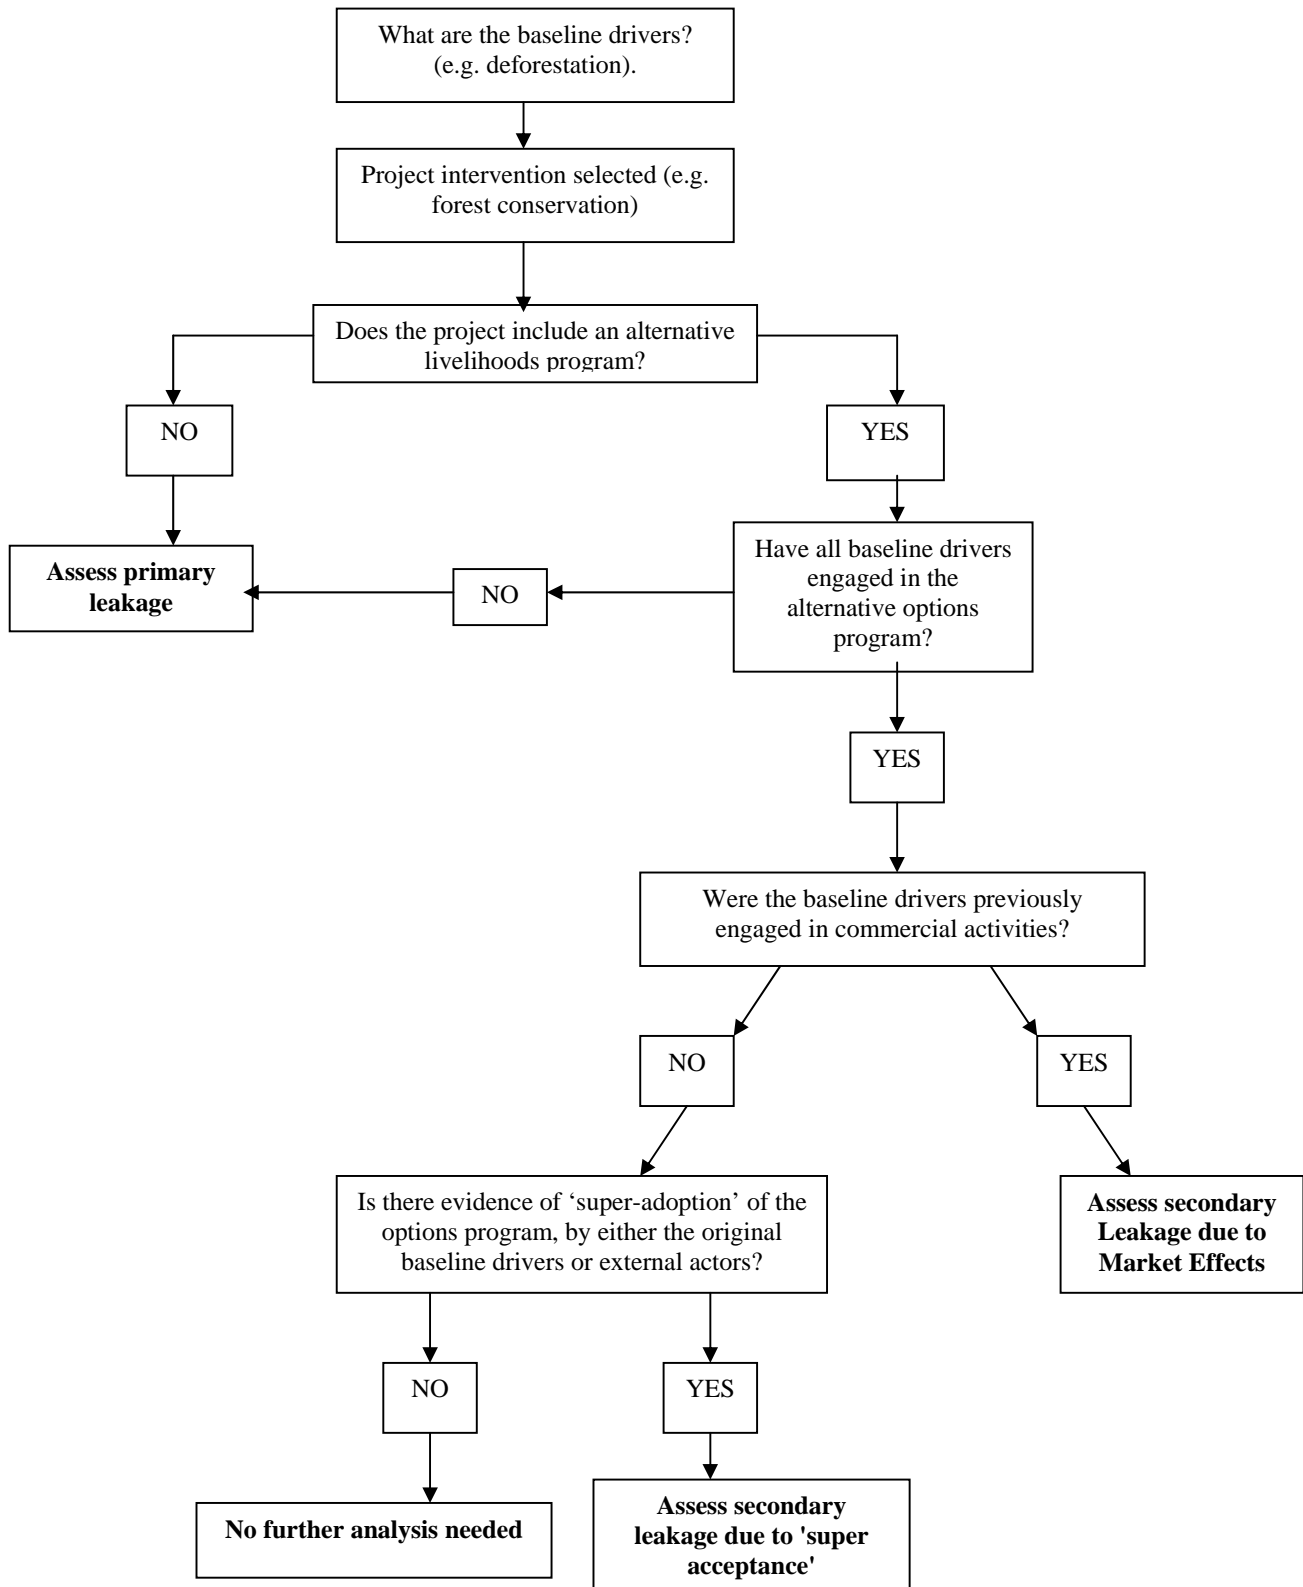 What are the baseline drivers?
(e.g. deforestation).
Project intervention selected (e.g.
forest conservation)
Does the project include an alternative
livelihoods program?
NO
YES
Assess primary
leakage
NO
Have all baseline drivers
engaged in the
alternative options
program?
YES
Were the baseline drivers previously
engaged in commercial activities?
NO
YES
Is there evidence of ‘super-adoption’ of the
options program, by either the original
baseline drivers or external actors?
Assess secondary
Leakage due to
Market Effects
NO
YES
No further analysis needed
Assess secondary
leakage due to 'super
acceptance'